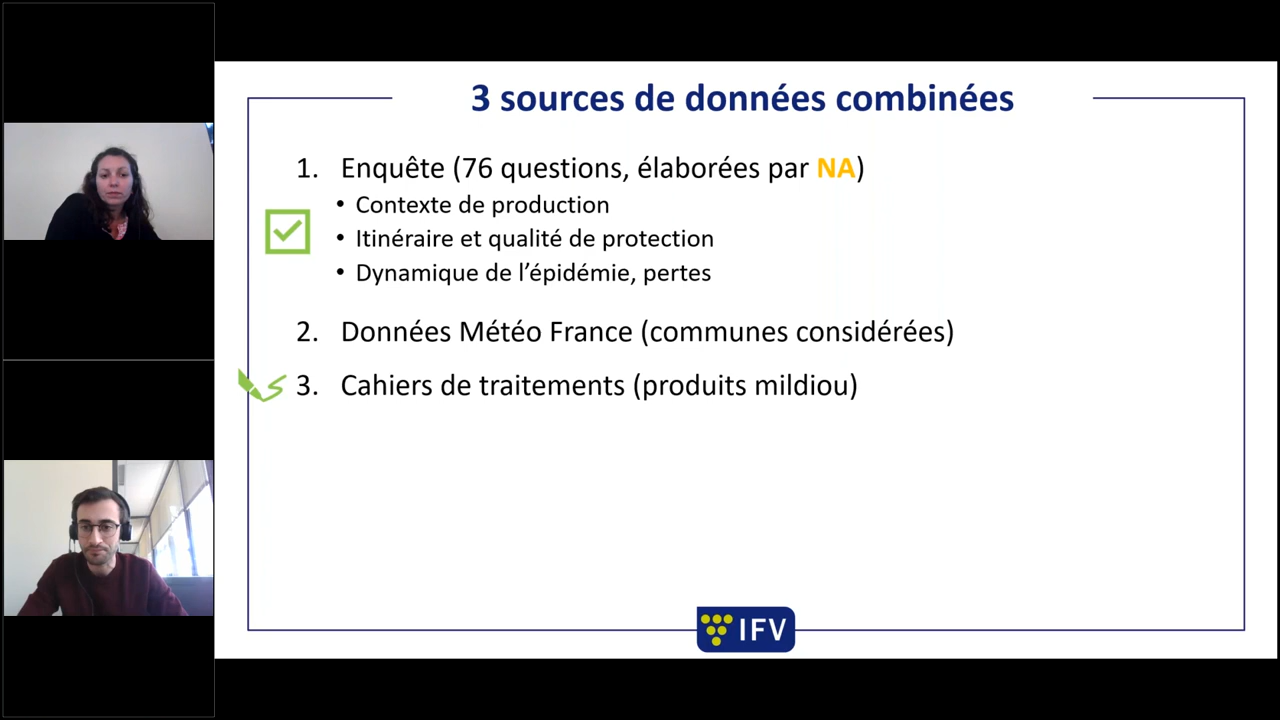 3 sources de données combinées
1. Enquête (76 questions, élaborées par NA)
• Contexte de production
• Itinéraire et qualité de protection
• Dynamique de l’épidémie, pertes
2. Données Météo France (communes considérées)
3. Cahiers de traitements (produits mildiou)
IFV